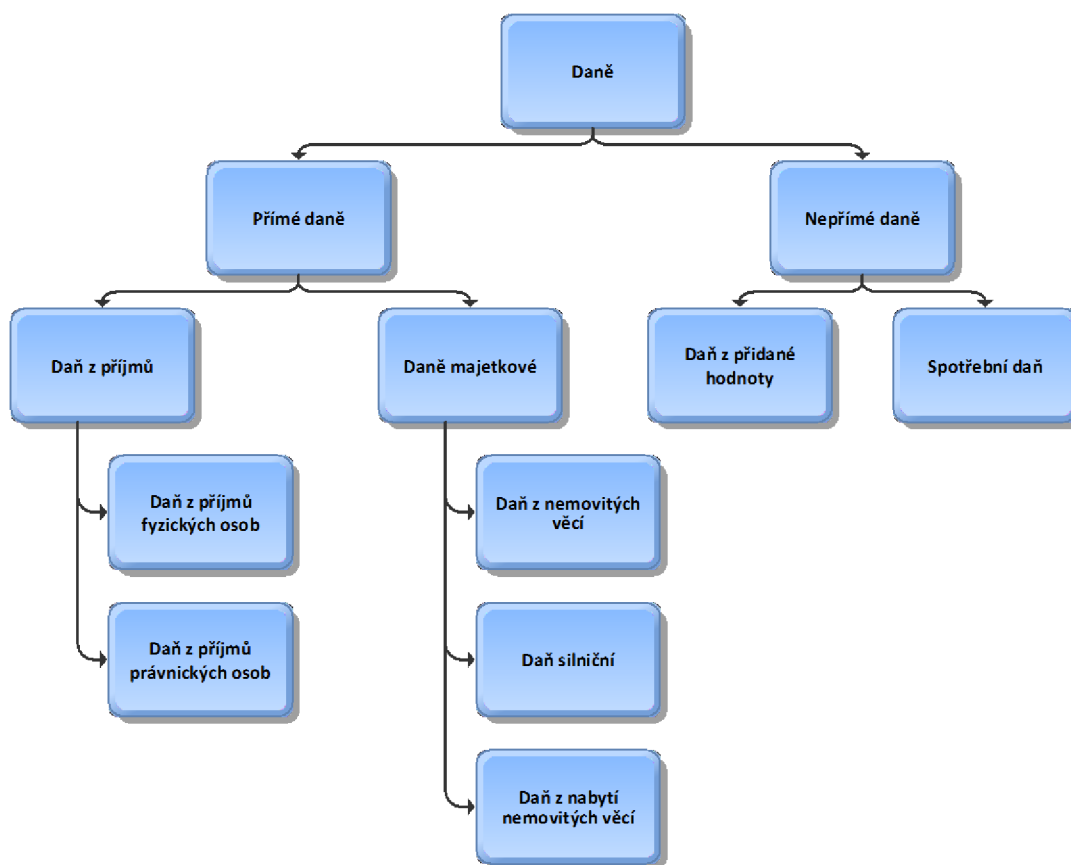 Daně
Přímé daně
Nepřímé daně
Daň z příjmů
Daně majetkové
Daň z přidané
hodnoty
Spotřební daň
Daň z příjmů
fyzických osob
Daň z nemovitých
věcí
Daň z příjmů
právnických osob
Daň silniční
Daň z nabytí
nemovitých věcí